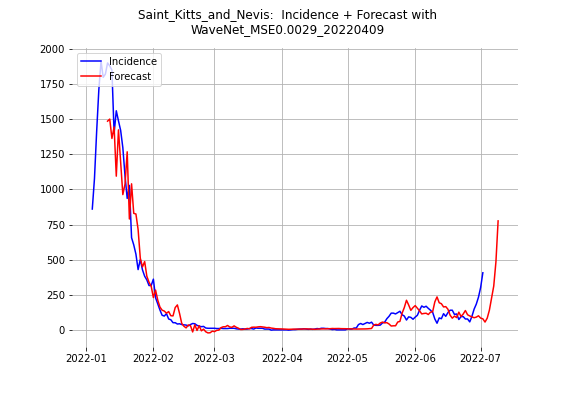 Saint_Kitts_and_Nevis:  Incidence + Forecast with
WaveNet_MSE0.0029_20220409
Incidence
Forecast
2000
1750
1500
1250
1000
750
500
250
0
2022-01 2022-02 2022-03 2022-04 2022-05 2022-06 2022-07